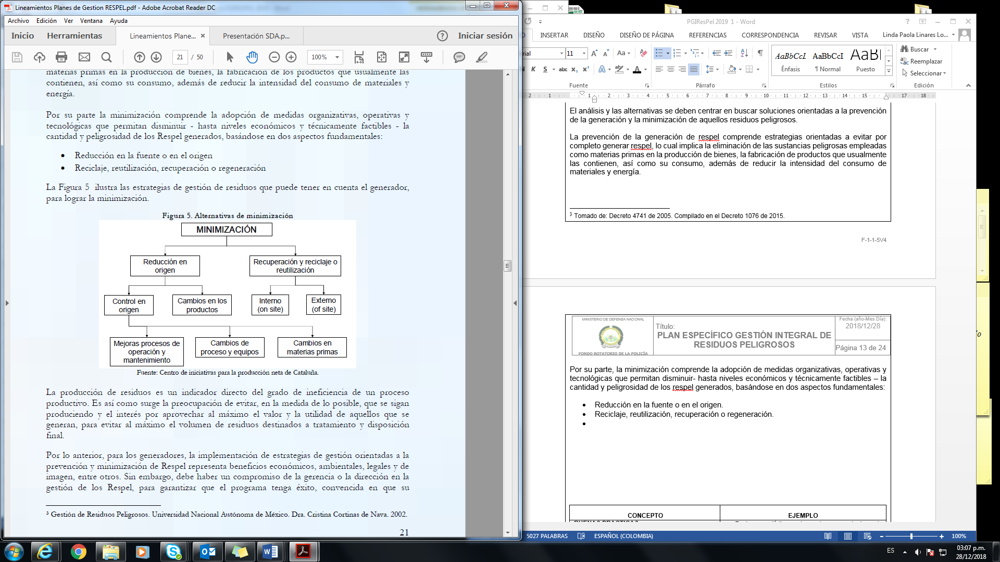 Lineamientos Planes de Gestion RESPEL.pdf - Adobe Acrobat Reader DC
Archivo Edición Ver Ventana Ayuda
Inicio Herramientas Lineamientos Plane... × Presentación SDA.p... Iniciar sesión
21 / 50 100%
materias primas en la producción de bienes, la fabricación de los productos que usualmente las
contienen, así como su consumo, además de reducir la intensidad del consumo de materiales y
energía.
Por su parte la minimización comprende la adopción de medidas organizativas, operativas y
tecnológicas que permitan disminuir - hasta niveles económicos y técnicamente factibles - la
cantidad y peligrosidad de los Respel generados, basándose en dos aspectos fundamentales:
• Reducción en la fuente o en el origen
• Reciclaje, reutilización, recuperación o regeneración
La Figura 5 ilustra las estrategias de gestión de residuos que puede tener en cuenta el generador,
para lograr la minimización.
Figura 5. Alternativas de minimización
MINIMIZACIÓN
Reducción en
origen
Recuperación y reciclaje o
reutilización
Control en
origen
Cambios en los
productos
Interno
(on site)
Externo
(of site)
Mejoras procesos de
operación y
mantenimiento
Cambios de
proceso y equipos
Cambios en
materias primas
Fuente: Centro de iniciativas para la producción neta de Cataluña.
La producción de residuos es un indicador directo del grado de ineficiencia de un proceso
productivo. Es así como surge la preocupación de evitar, en la medida de lo posible, que se sigan
produciendo y el interés por aprovechar al máximo el valor y la utilidad de aquellos que se
generan, para evitar al máximo el volumen de residuos destinados a tratamiento y disposición
final.
Por lo anterior, para los generadores, la implementación de estrategias de gestión orientadas a la
prevención y minimización de Respel representa beneficios económicos, ambientales, legales y de
imagen, entre otros. Sin embargo, debe haber un compromiso de la gerencia o la dirección en la
gestión de los Respel, para garantizar que el programa tenga éxito, convencida en que su
³ Gestión de Residuos Peligrosos. Universidad Nacional Autónoma de México. Dra. Cristina Cortinas de Nava. 2002.
21
PGIResPel 2019 1 - Word
INSERTAR DISEÑO DISEÑO DE PÁGINA REFERENCIAS CORRESPONDENCIA REVISAR VISTA Linda Paola Linares Lo...
rial 11 A A Aa
N K S abc x₂ x² A A
Fuente Párrafo Estilos Edición
AaBbCcI AaBbCcI AaB
Énfasis ¶ Normal Puesto
Buscar
Reemplazar
Seleccionar
2 1 1 2 3 4 5 6 7 8 9 10 11 12 13 14 15 17 18
El análisis y las alternativas se deben centrar en buscar soluciones orientadas a la prevención
de la generación y la minimización de aquellos residuos peligrosos.
La prevención de la generación de respel comprende estrategias orientadas a evitar por
completo generar respel, lo cual implica la eliminación de las sustancias peligrosas empleadas
como materias primas en la producción de bienes, la fabricación de productos que usualmente
las contienen, así como su consumo, además de reducir la intensidad del consumo de
materiales y energía.
³ Tomado de: Decreto 4741 de 2005. Compilado en el Decreto 1076 de 2015.
F-1-1-5V4
MINISTERIO DE DEFENSA NACIONAL
FONDO ROTATORIO DE LA POLICÍA
Título:
PLAN ESPECÍFICO GESTIÓN INTEGRAL DE
RESIDUOS PELIGROSOS
Fecha (año-Mes Día):
2018/12/28
Página 13 de 24
Por su parte, la minimización comprende la adopción de medidas organizativas, operativas y
tecnológicas que permitan disminuir- hasta niveles económicos y técnicamente factibles – la
cantidad y peligrosidad de los respel generados, basándose en dos aspectos fundamentales:
• Reducción en la fuente o en el origen.
• Reciclaje, reutilización, recuperación o regeneración.
•
CONCEPTO EJEMPLO
5027 PALABRAS ESPAÑOL (COLOMBIA) 100%
ES 03:07 p.m.
28/12/2018